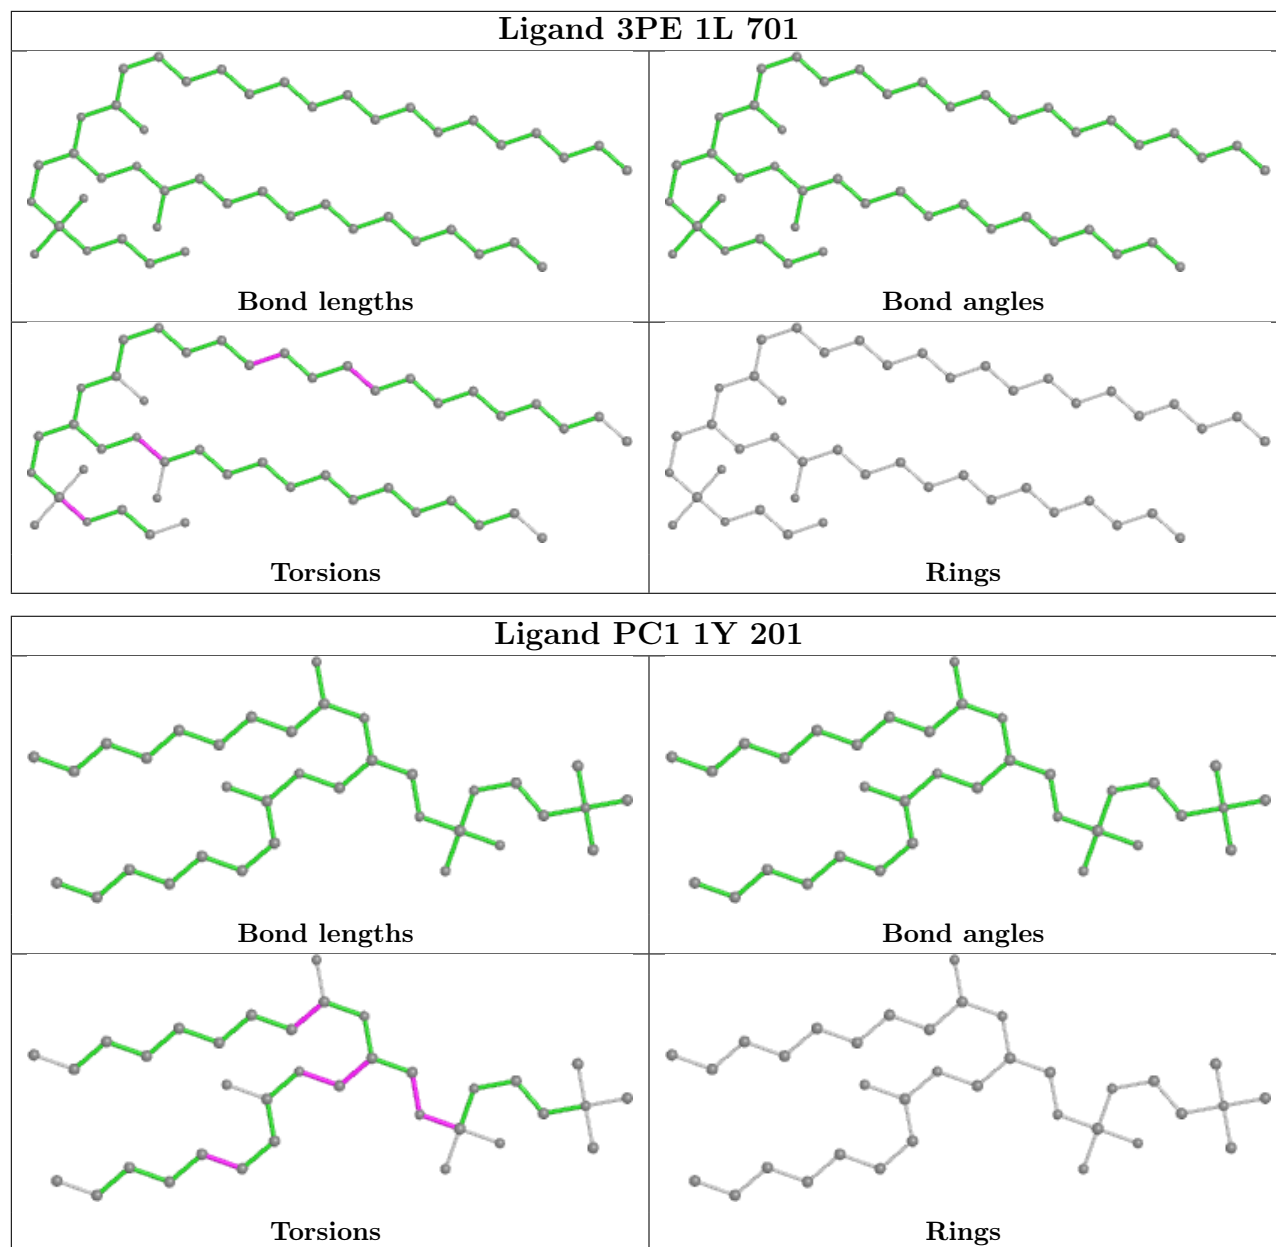 Ligand 3PE 1L 701
Bond lengths
Bond angles
Torsions
Rings
Ligand PC1 1Y 201
Bond lengths
Bond angles
Torsions
Rings